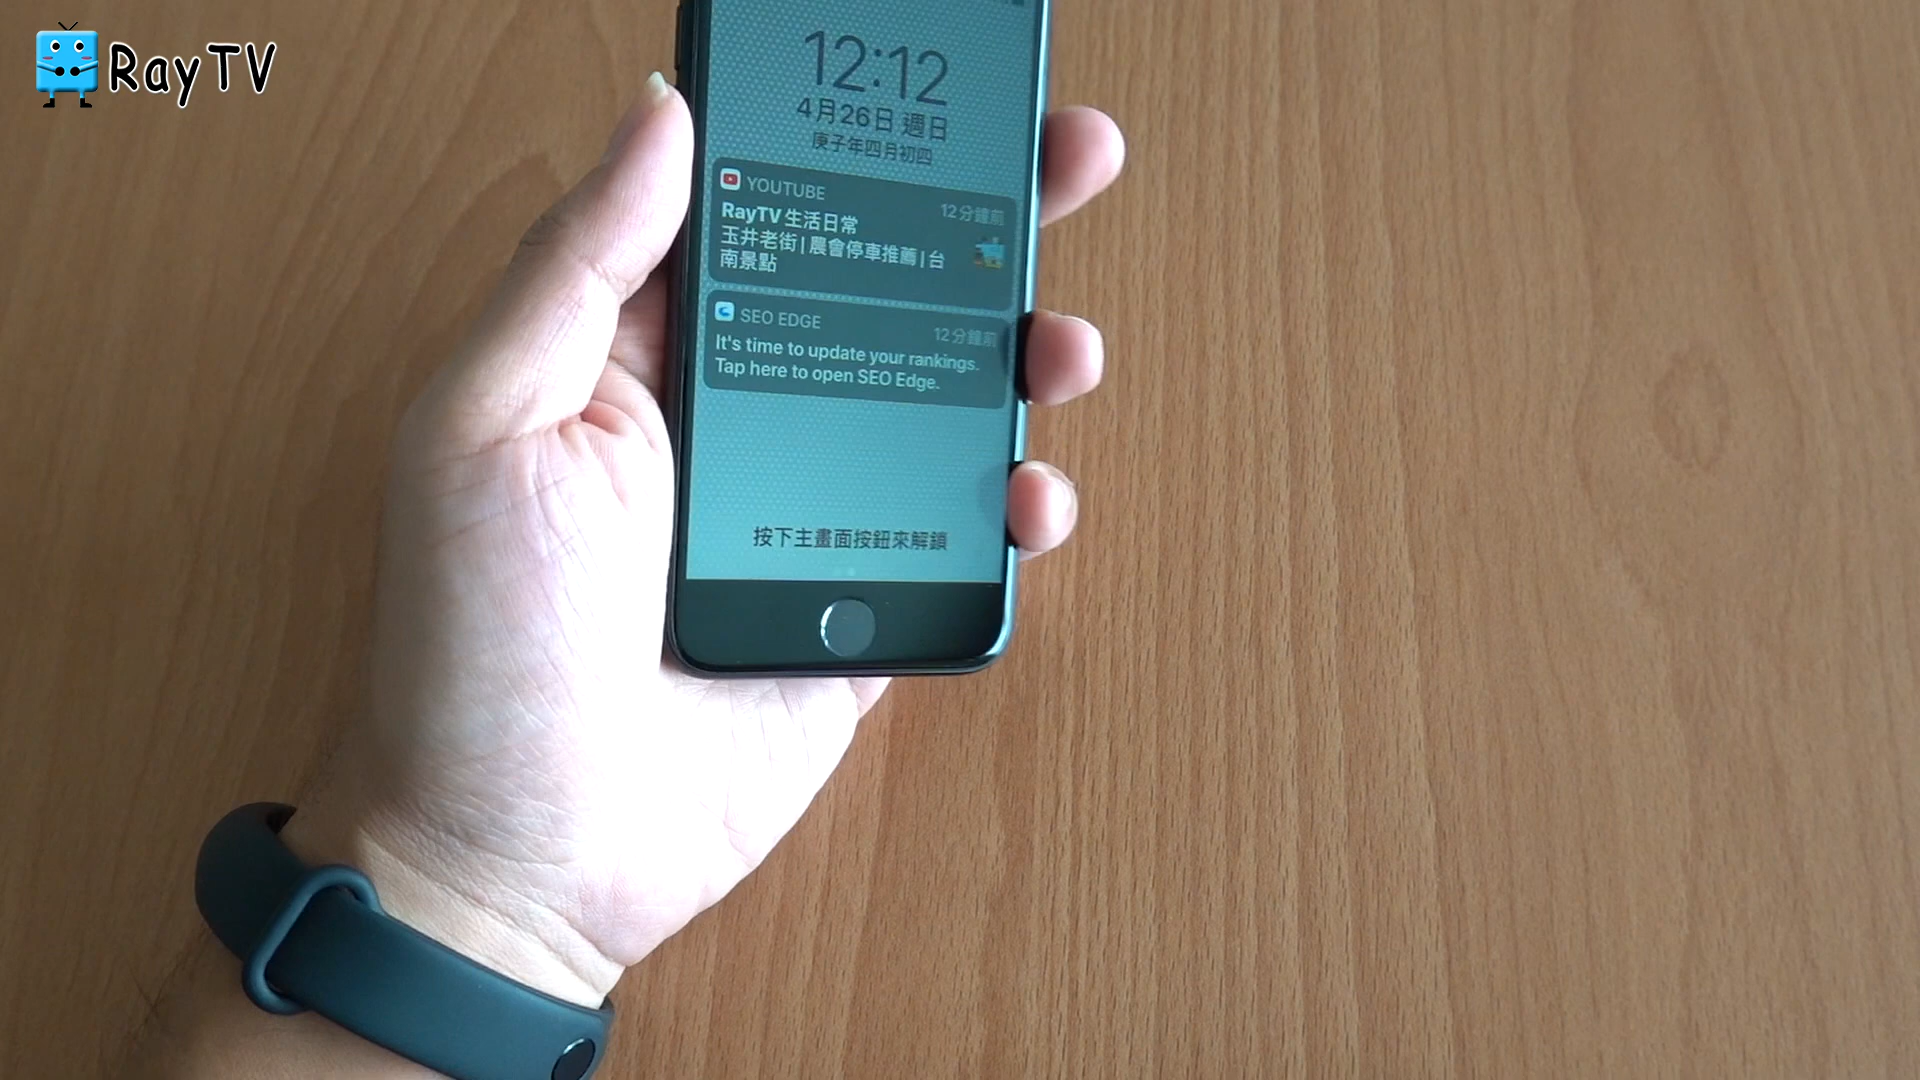 RayTV
12:12
4月26日 週日
庚子年四月初四
YOUTUBE
12分鐘前
RayTV 生活日常
玉井老街 | 農會停車推薦 | 台
南景點
SEO EDGE
12分鐘前
It's time to update your rankings.
Tap here to open SEO Edge.
按下主畫面按鈕來解鎖